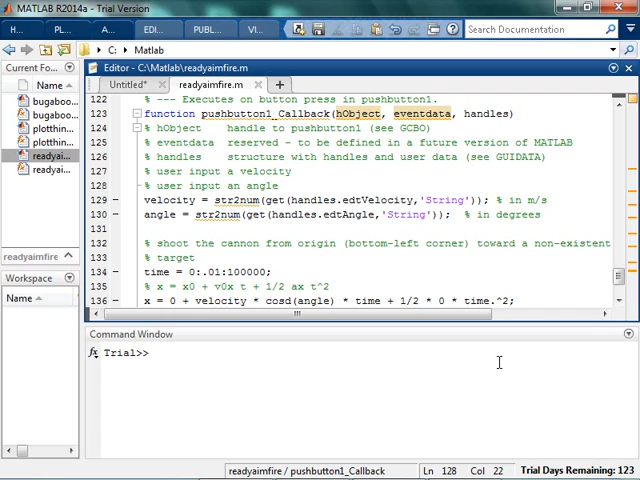 MATLAB R2014a - Trial Version
H... P... A... EDI... PUBL... VI... Search Documentation
C: Matlab
Current Fo...
Name
bugaboo...
bugaboo...
plotthin...
plotthin...
readyai...
readyai...
readyaimfire
Workspace
Name
Editor - C:\Matlab\readyaimfire.m
Untitled* readyaimfire.m
122 % --- Executes on button press in pushbutton1.
123 function pushbutton1_Callback(hObject, eventdata, handles)
124 % hObject    handle to pushbutton1 (see GCBO)
125 % eventdata  reserved - to be defined in a future version of MATLAB
126 % handles    structure with handles and user data (see GUIDATA)
127 % user input a velocity
128 % user input an angle
129 velocity = str2num(get(handles.edtVelocity,'String')); % in m/s
130 angle = str2num(get(handles.edtAngle,'String'));  % in degrees
131
132 % shoot the cannon from origin (bottom-left corner) toward a non-existent
133 % target
134 time = 0:.01:100000;
135 % x = x0 + v0x t + 1/2 ax t^2
136 x = 0 + velocity * cosd(angle) * time + 1/2 * 0 * time.^2;
Command Window
fx Trial>>
readyaimfire / pushbutton1_Callback Ln 128 Col 22 Trial Days Remaining: 123